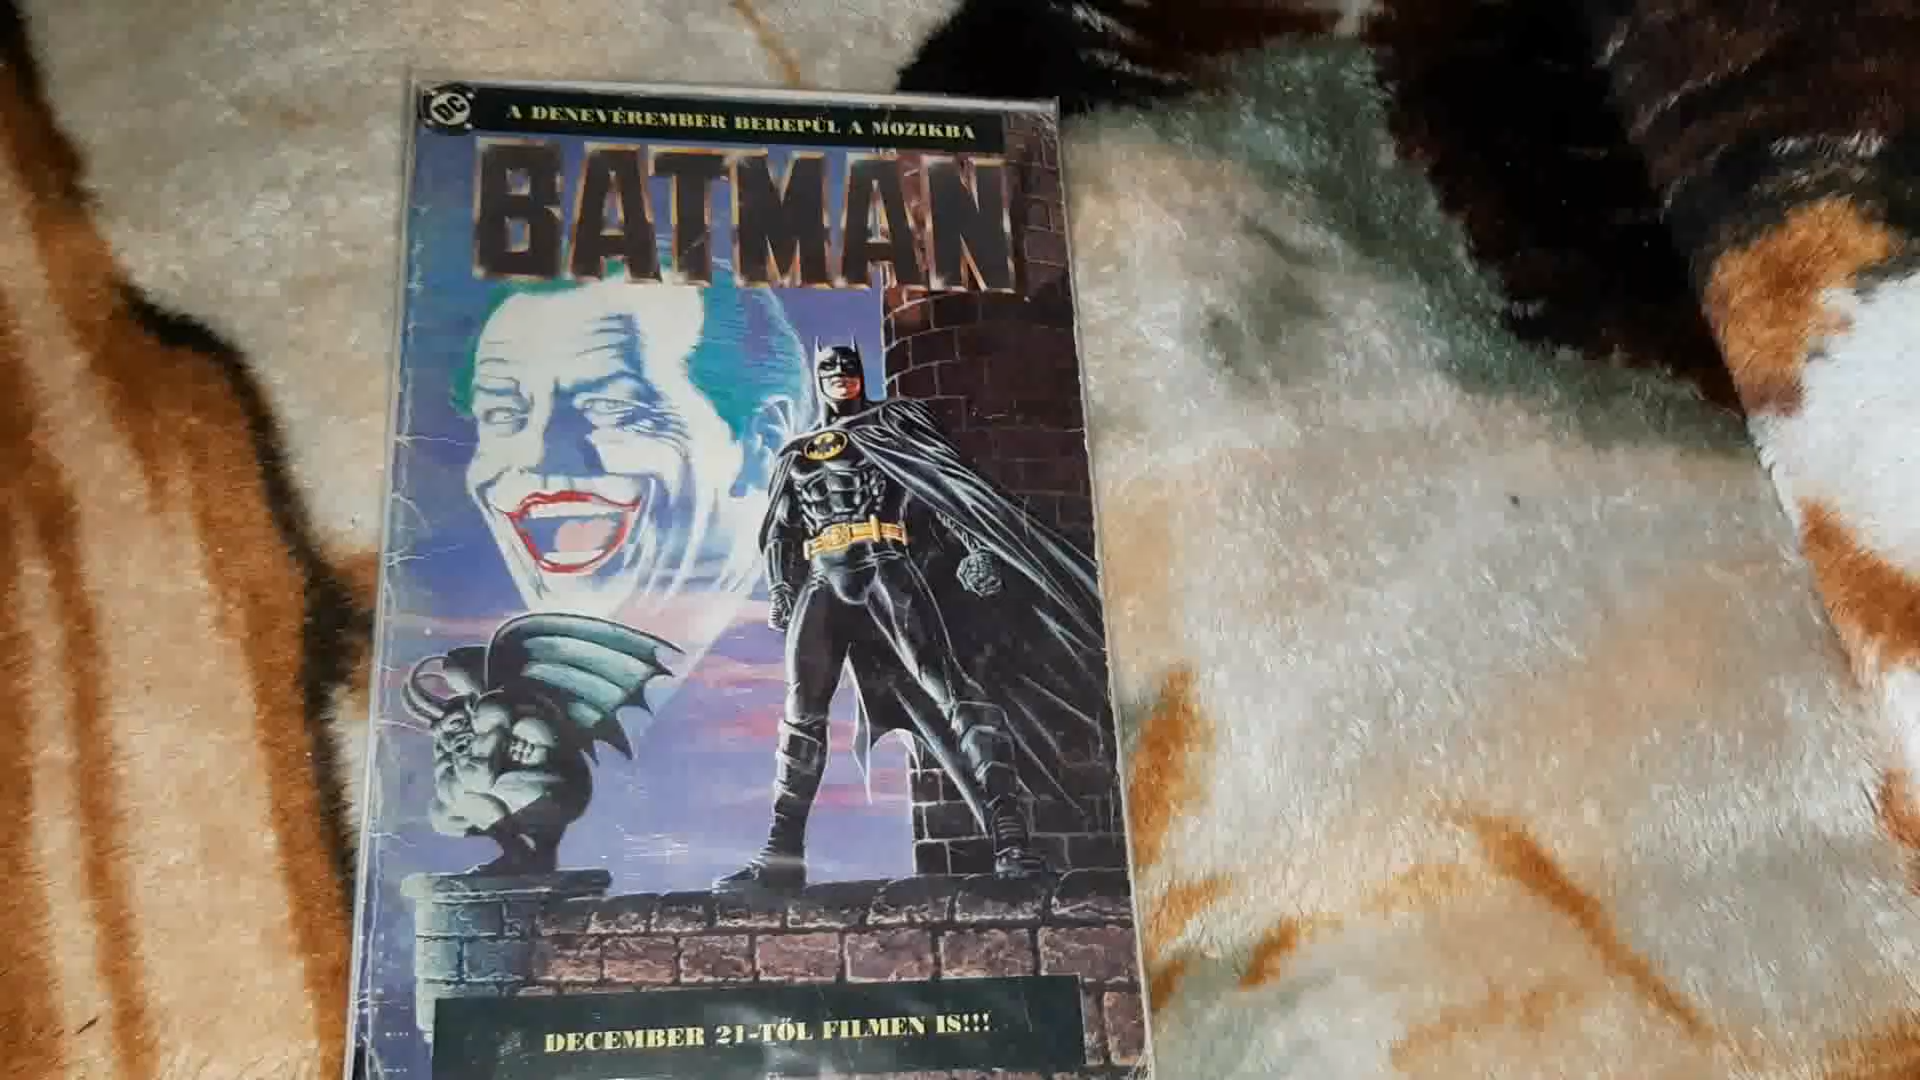 DC
A DENEVÉREMBER BEREPÜL A MOZIKBA
BATMAN
DECEMBER 21-TŐL FILMEN IS!!!